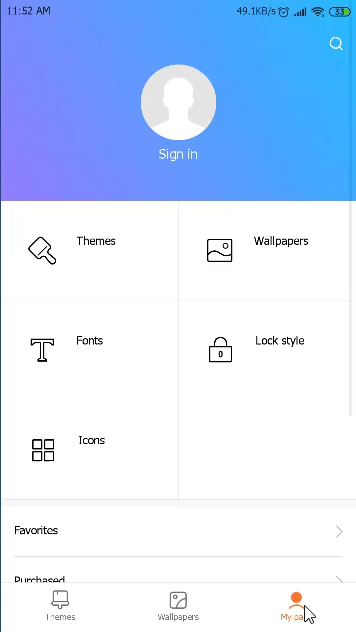 11:52 AM 49.1KB/s 33
Sign in
Themes Wallpapers
Fonts Lock style
0
Icons
Favorites
Purchased
Themes Wallpapers My pa